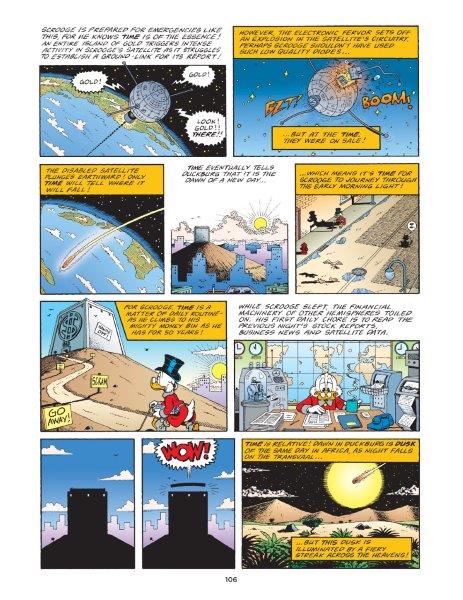 SCROOGE IS PREPARED FOR EMERGENCIES LIKE
THIS, FOR HE KNOWS TIME IS OF THE ESSENCE!
AN ENTIRE ISLAND OF GOLD TRIGGERS INTENSE
ACTIVITY IN SCROOGE'S SATELLITE AS IT STRUGGLES
TO ESTABLISH A GROUND-LINK FOR ITS REPORT!
GOLD!
GOLD!
LOOK!
GOLD!
THERE!!
HOWEVER, THE ELECTRONIC FERVOR SETS OFF
AN EXPLOSION IN THE SATELLITE'S CIRCUITRY,
PERHAPS SCROOGE SHOULDN'T HAVE USED
SUCH LOW QUALITY DIODES...
FZT!
BOOM!
...BUT AT THE TIME,
THEY WERE ON SALE!
THE DISABLED SATELLITE
PLUNGES EARTHWARD! ONLY
TIME WILL TELL WHERE IT
WILL FALL!
TIME EVENTUALLY TELLS
DUCKBURG THAT IT IS THE
DAWN OF A NEW DAY...
...WHICH MEANS IT'S TIME FOR
SCROOGE TO JOURNEY THROUGH
THE EARLY MORNING LIGHT!
FOR SCROOGE, TIME IS A
MATTER OF DAILY ROUTINE-
AS HE CLIMBS TO HIS
MIGHTY MONEY BIN AS HE
HAS FOR 50 YEARS!
SCRAM
GO
AWAY!
WHILE SCROOGE SLEPT, THE FINANCIAL
MACHINERY OF OTHER HEMISPHERES TOILED
ON. HIS FIRST DAILY CHORE IS TO READ THE
PREVIOUS NIGHT'S STOCK REPORTS,
BUSINESS NEWS AND SATELLITE DATA.
WOW!
TIME IS RELATIVE! DAWN IN DUCKBURG IS DUSK
OF THE SAME DAY IN AFRICA, AS NIGHT FALLS
ON THE TRANSVAAL...
...BUT THIS DUSK IS
ILLUMINATED BY A FIERY
STREAK ACROSS THE HEAVENS!
106